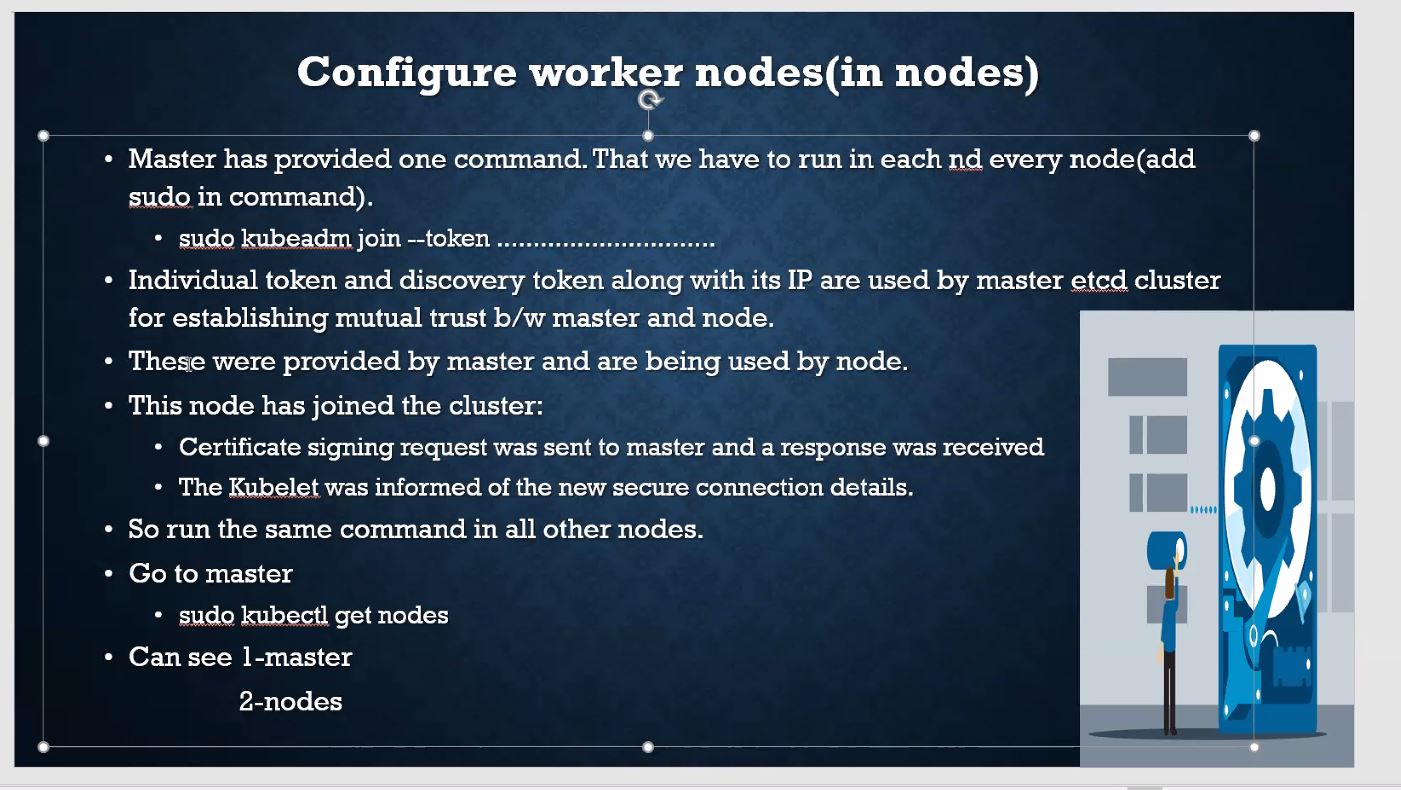 Configure worker nodes(in nodes)
• Master has provided one command. That we have to run in each nd every node(add
sudo in command).
• sudo kubeadm join --token ..............................
• Individual token and discovery token along with its IP are used by master etcd cluster
for establishing mutual trust b/w master and node.
• These were provided by master and are being used by node.
• This node has joined the cluster:
• Certificate signing request was sent to master and a response was received
• The Kubelet was informed of the new secure connection details.
• So run the same command in all other nodes.
• Go to master
• sudo kubectl get nodes
• Can see 1-master
2-nodes